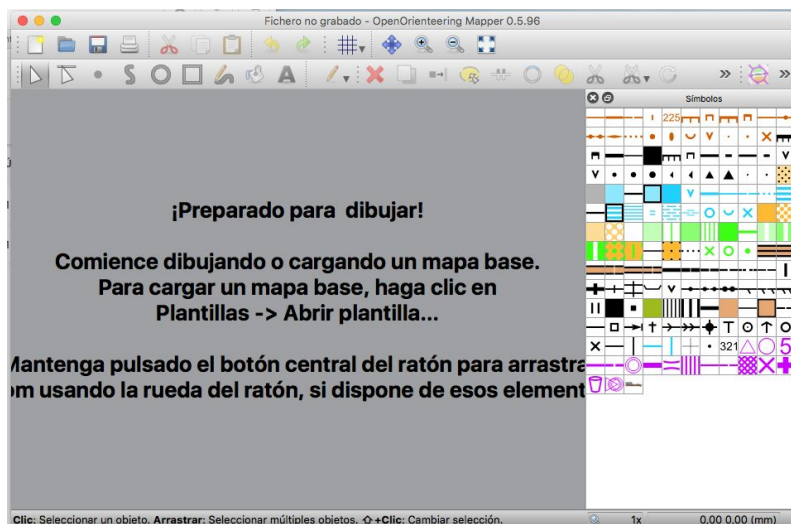 Fichero no grabado - OpenOrienteering Mapper 0.5.96
Símbolos
225
¡Preparado para dibujar!
Comience dibujando o cargando un mapa base.
Para cargar un mapa base, haga clic en
Plantillas -> Abrir plantilla...
Mantenga pulsado el botón central del ratón para arrastra
om usando la rueda del ratón, si dispone de esos element
321
5
Clic: Seleccionar un objeto. Arrastrar: Seleccionar múltiples objetos. ⇧+Clic: Cambiar selección.
1x
0,00 0,00 (mm)